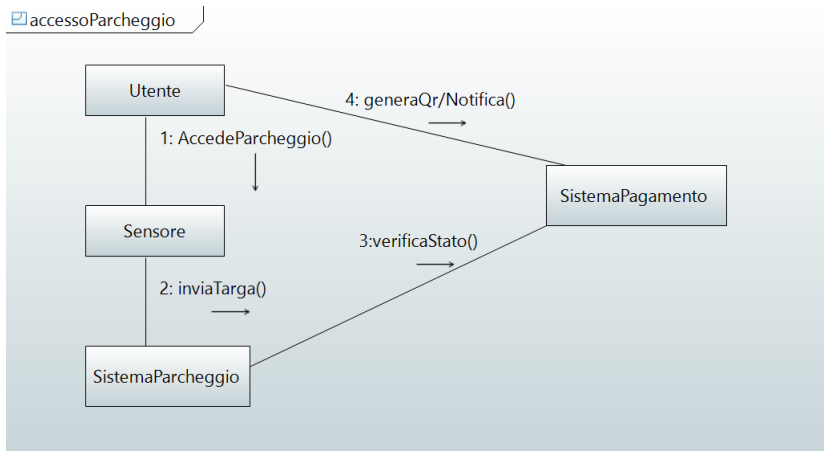 accessoParcheggio
Utente
4: generaQr/Notifica()
1: AccedeParcheggio()
SistemaPagamento
Sensore
3:verificaStato()
2: inviaTarga()
SistemaParcheggio